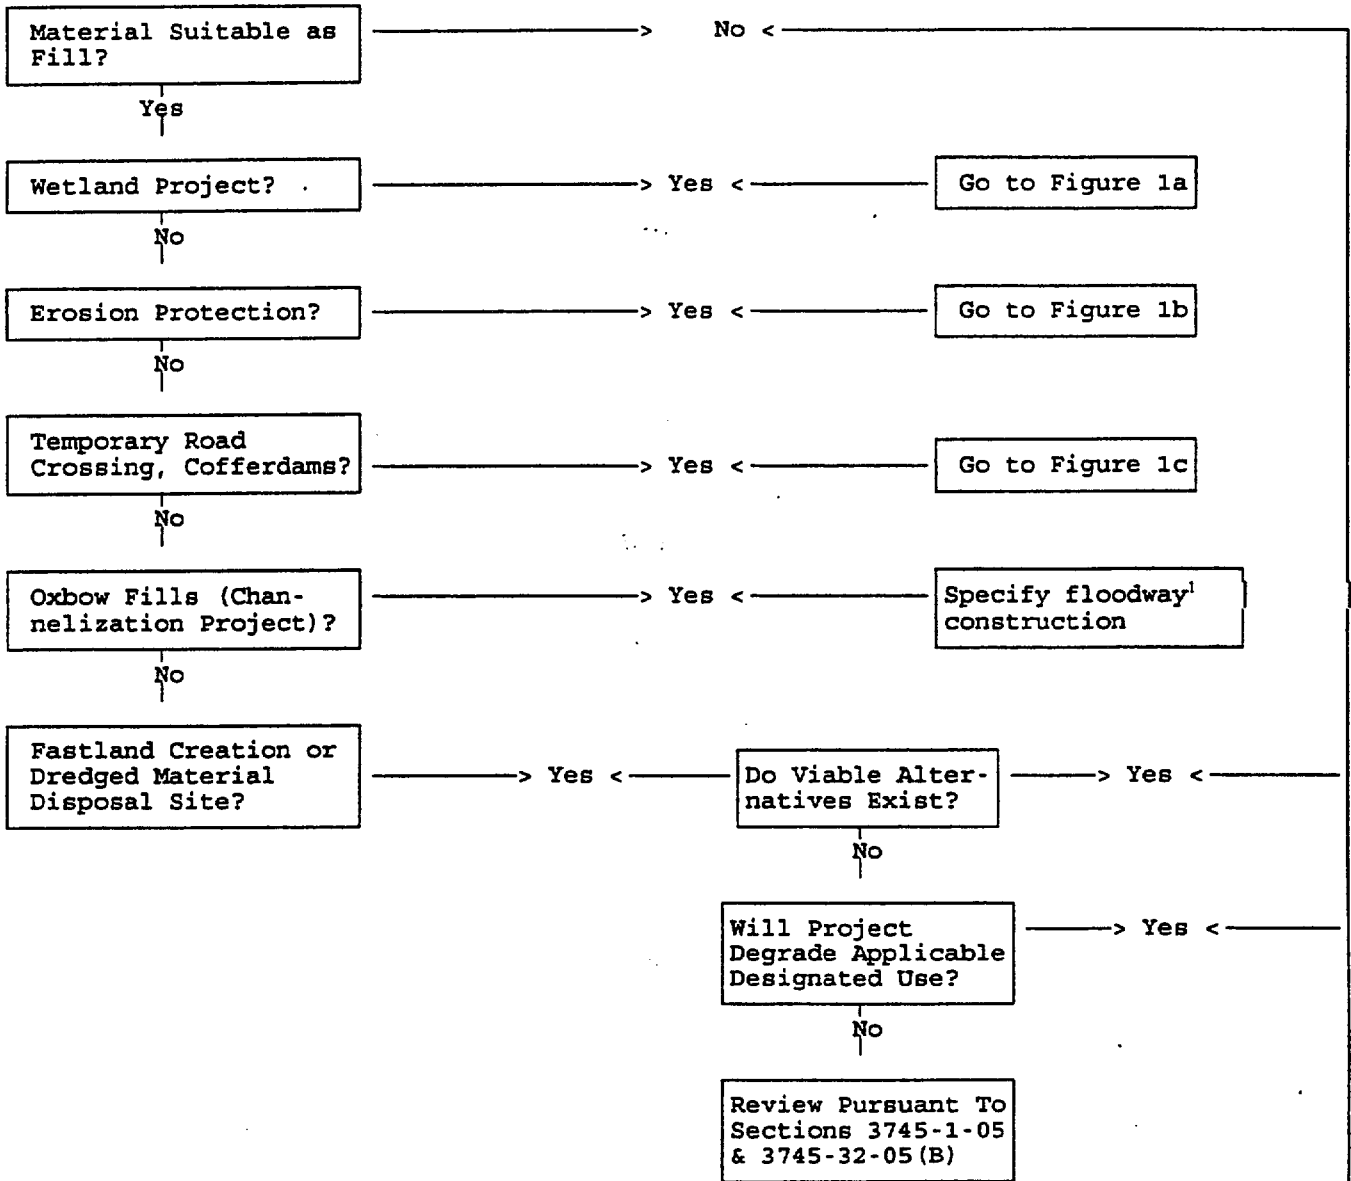 Material Suitable as
Fill?
No
Yes
Wetland Project?
Yes
Go to Figure 1a
No
Erosion Protection?
Yes
Go to Figure 1b
No
Temporary Road
Crossing, Cofferdams?
Yes
Go to Figure 1c
No
Oxbow Fills (Chan-
nelization Project)?
Yes
Specify floodway¹
construction
No
Fastland Creation or
Dredged Material
Disposal Site?
Yes
Do Viable Alter-
natives Exist?
Yes
No
Will Project
Degrade Applicable
Designated Use?
Yes
No
Review Pursuant To
Sections 3745-1-05
& 3745-32-05(B)